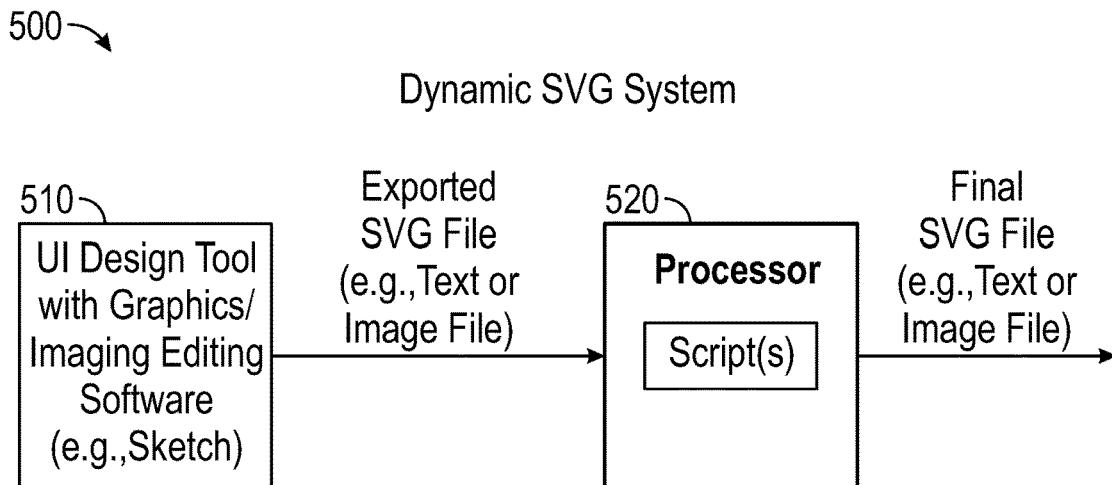 500
Dynamic SVG System
510
UI Design Tool
with Graphics/
Imaging Editing
Software
(e.g.,Sketch)
Exported
SVG File
(e.g.,Text or
Image File)
520
Processor
Script(s)
Final
SVG File
(e.g.,Text or
Image File)